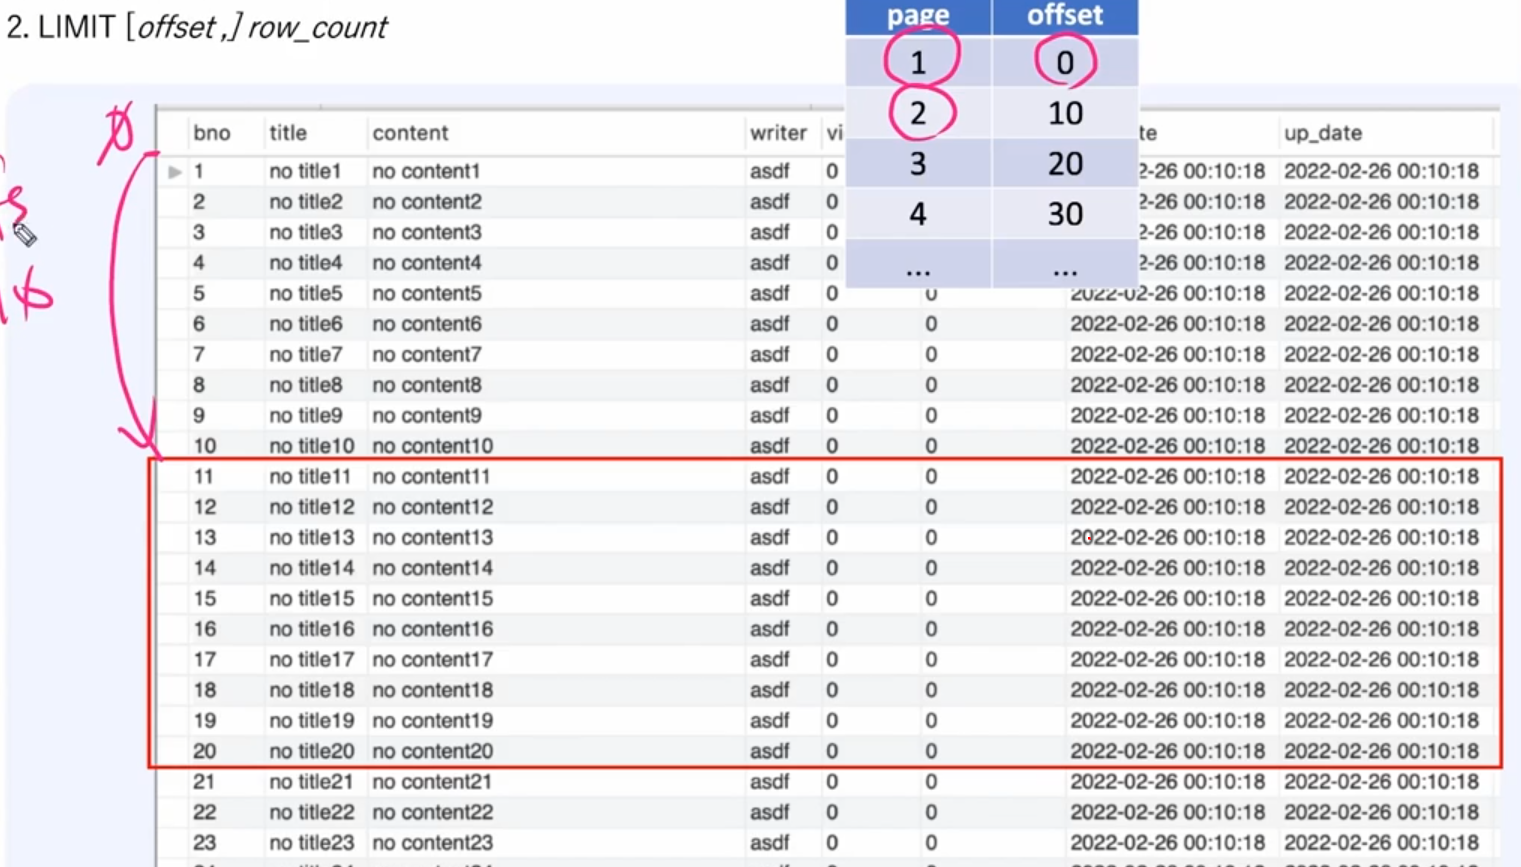 2. LIMIT [offset ,] row_count
page offset
1 0
2 10
3 20
4 30
... ...
bno title content writer vi te up_date
1 no title1 no content1 asdf 0 2-26 00:10:18 2022-02-26 00:10:18
2 no title2 no content2 asdf 0 2-26 00:10:18 2022-02-26 00:10:18
3 no title3 no content3 asdf 0 2-26 00:10:18 2022-02-26 00:10:18
4 no title4 no content4 asdf 0 2-26 00:10:18 2022-02-26 00:10:18
5 no title5 no content5 asdf 0 0 2022-02-26 00:10:18 2022-02-26 00:10:18
6 no title6 no content6 asdf 0 0 2022-02-26 00:10:18 2022-02-26 00:10:18
7 no title7 no content7 asdf 0 0 2022-02-26 00:10:18 2022-02-26 00:10:18
8 no title8 no content8 asdf 0 0 2022-02-26 00:10:18 2022-02-26 00:10:18
9 no title9 no content9 asdf 0 0 2022-02-26 00:10:18 2022-02-26 00:10:18
10 no title10 no content10 asdf 0 0 2022-02-26 00:10:18 2022-02-26 00:10:18
11 no title11 no content11 asdf 0 0 2022-02-26 00:10:18 2022-02-26 00:10:18
12 no title12 no content12 asdf 0 0 2022-02-26 00:10:18 2022-02-26 00:10:18
13 no title13 no content13 asdf 0 0 2022-02-26 00:10:18 2022-02-26 00:10:18
14 no title14 no content14 asdf 0 0 2022-02-26 00:10:18 2022-02-26 00:10:18
15 no title15 no content15 asdf 0 0 2022-02-26 00:10:18 2022-02-26 00:10:18
16 no title16 no content16 asdf 0 0 2022-02-26 00:10:18 2022-02-26 00:10:18
17 no title17 no content17 asdf 0 0 2022-02-26 00:10:18 2022-02-26 00:10:18
18 no title18 no content18 asdf 0 0 2022-02-26 00:10:18 2022-02-26 00:10:18
19 no title19 no content19 asdf 0 0 2022-02-26 00:10:18 2022-02-26 00:10:18
20 no title20 no content20 asdf 0 0 2022-02-26 00:10:18 2022-02-26 00:10:18
21 no title21 no content21 asdf 0 0 2022-02-26 00:10:18 2022-02-26 00:10:18
22 no title22 no content22 asdf 0 0 2022-02-26 00:10:18 2022-02-26 00:10:18
23 no title23 no content23 asdf 0 0 2022-02-26 00:10:18 2022-02-26 00:10:18